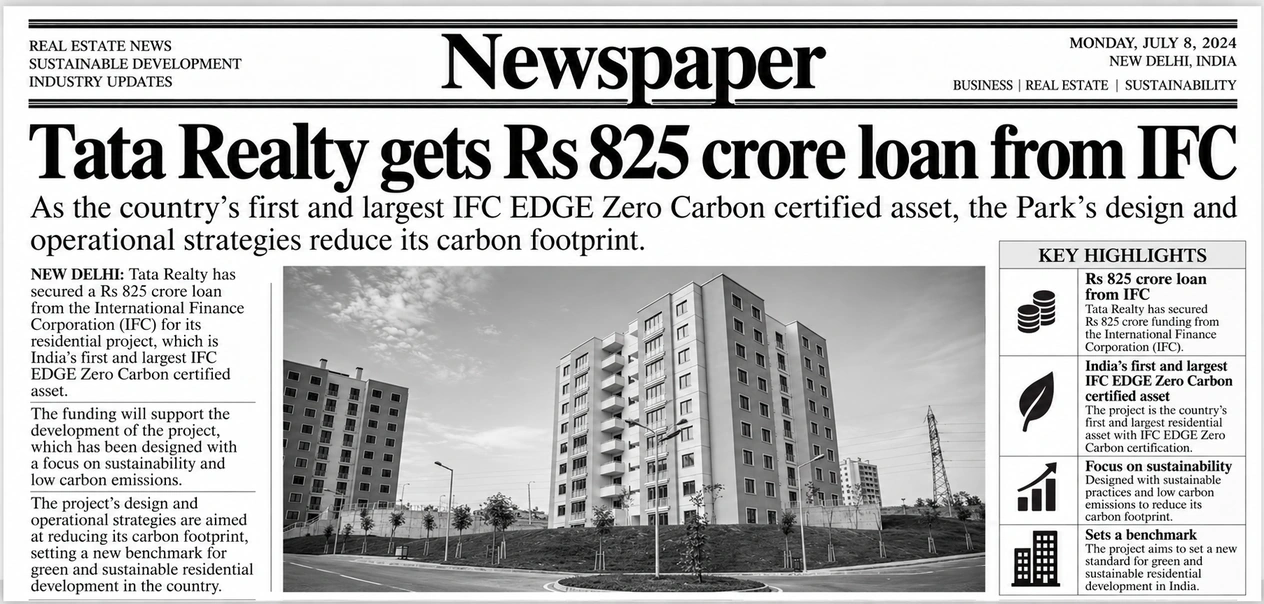 REAL ESTATE NEWS
SUSTAINABLE DEVELOPMENT
INDUSTRY UPDATES
Newspaper
MONDAY, JULY 8, 2024
NEW DELHI, INDIA
BUSINESS | REAL ESTATE | SUSTAINABILITY
Tata Realty gets Rs 825 crore loan from IFC
As the country's first and largest IFC EDGE Zero Carbon certified asset, the Park's design and
operational strategies reduce its carbon footprint.
NEW DELHI: Tata Realty has
secured a Rs 825 crore loan
from the International Finance
Corporation (IFC) for its
residential project, which is
India's first and largest IFC
EDGE Zero Carbon certified
asset.
The funding will support the
development of the project,
which has been designed with
a focus on sustainability and
low carbon emissions.
The project's design and
operational strategies are aimed
at reducing its carbon footprint,
setting a new benchmark for
green and sustainable residential
development in the country.
KEY HIGHLIGHTS
Rs 825 crore loan
from IFC
Tata Realty has secured
Rs 825 crore funding from
the International Finance
Corporation (IFC).
India's first and largest
IFC EDGE Zero Carbon
certified asset
The project is the country's
first and largest residential
asset with IFC EDGE Zero
Carbon certification.
Focus on sustainability
Designed with sustainable
practices and low carbon
emissions to reduce its
carbon footprint.
Sets a benchmark
The project aims to set a new
standard for green and
sustainable residential
development in India.